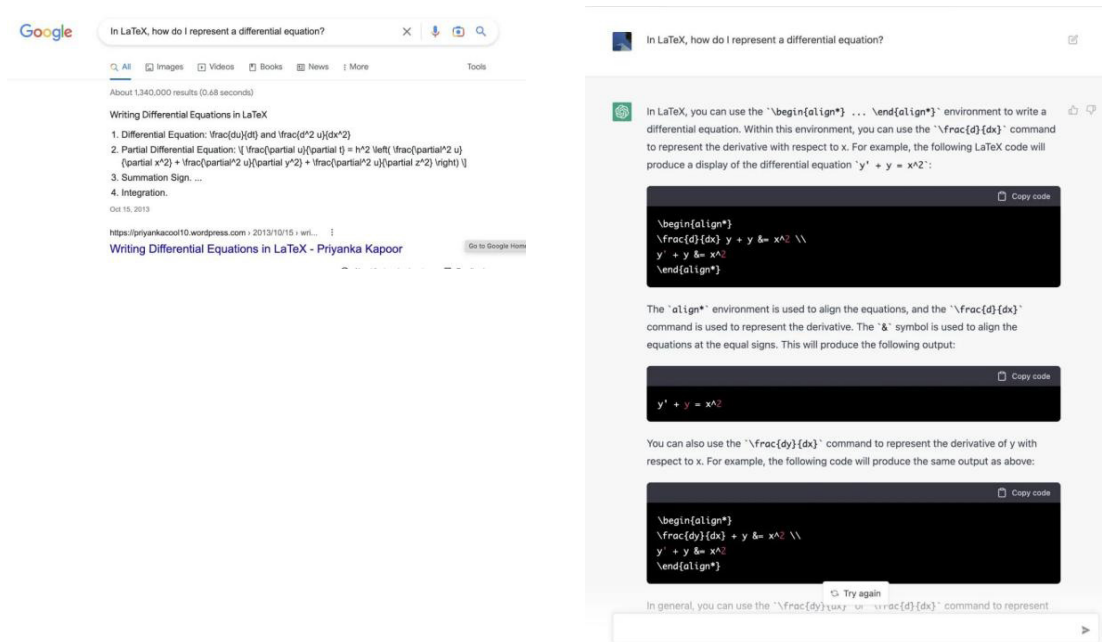 Google
In LaTeX, how do I represent a differential equation?
All Images Videos Books News More Tools
About 1,340,000 results (0.68 seconds)
Writing Differential Equations in LaTeX
1. Differential Equation: \frac{du}{dt} and \frac{d^2 u}{dx^2}
2. Partial Differential Equation: \[ \frac{\partial u}{\partial t} = h^2 \left( \frac{\partial^2 u}
{\partial x^2} + \frac{\partial^2 u}{\partial y^2} + \frac{\partial^2 u}{\partial z^2} \right) \]
3. Summation Sign. ...
4. Integration.
Oct 15, 2013
https://priyankacool10.wordpress.com › 2013/10/15 › wri...
Writing Differential Equations in LaTeX - Priyanka Kapoor
Go to Google Home
In LaTeX, how do I represent a differential equation?
In LaTeX, you can use the `\begin{align*} ... \end{align*}` environment to write a
differential equation. Within this environment, you can use the `\frac{d}{dx}` command
to represent the derivative with respect to x. For example, the following LaTeX code will
produce a display of the differential equation `y' + y = x^2`:
Copy code
\begin{align*}
\frac{d}{dx} y + y &= x^2 \\
y' + y &= x^2
\end{align*}
The `align*` environment is used to align the equations, and the `\frac{d}{dx}`
command is used to represent the derivative. The `&` symbol is used to align the
equations at the equal signs. This will produce the following output:
Copy code
y' + y = x^2
You can also use the `\frac{dy}{dx}` command to represent the derivative of y with
respect to x. For example, the following code will produce the same output as above:
Copy code
\begin{align*}
\frac{dy}{dx} + y &= x^2 \\
y' + y &= x^2
\end{align*}
Try again
In general, you can use the `\frac{dy}{dx}` or `\frac{d}{dx}` command to represent